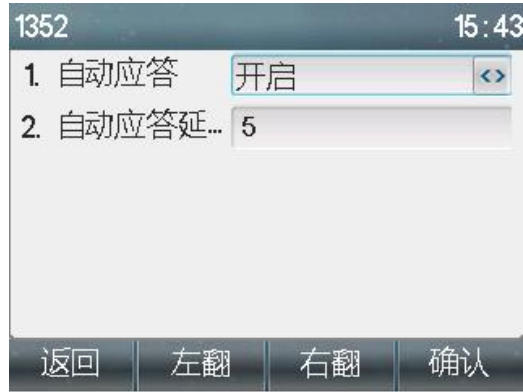 1352 15:43
1. 自动应答 开启 <>
2. 自动应答延... 5
返回 左翻 右翻 确认